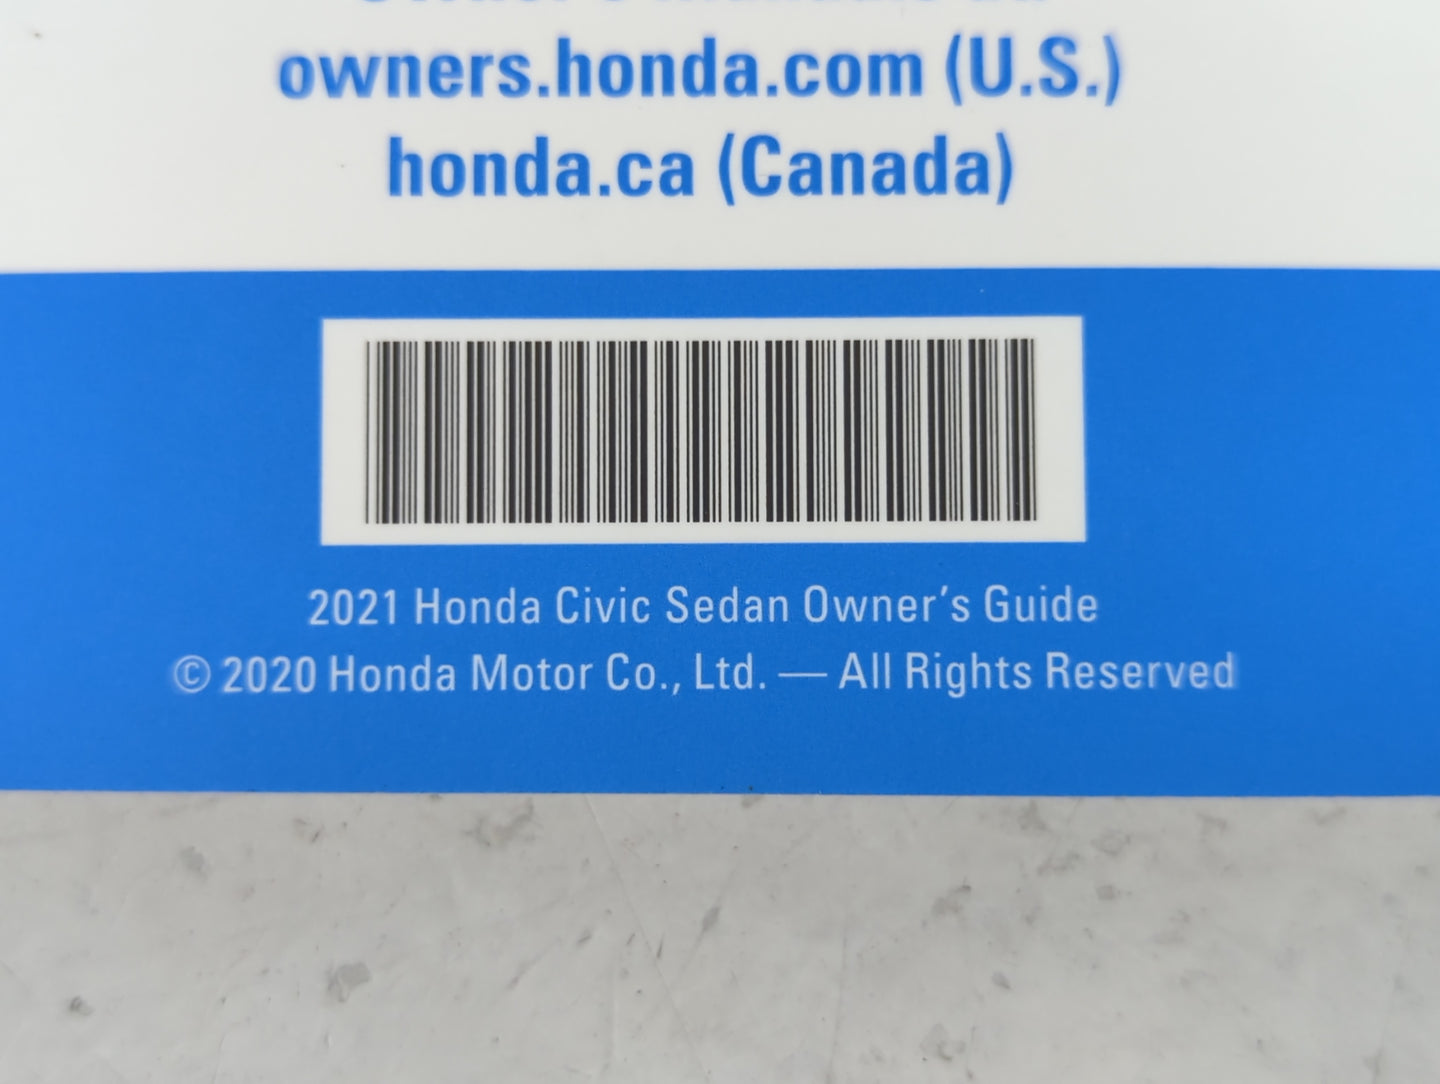 owners.honda.com (U.S.)
honda.ca (Canada)
2021 Honda Civic Sedan Owner’s Guide
© 2020 Honda Motor Co., Ltd. — All Rights Reserved